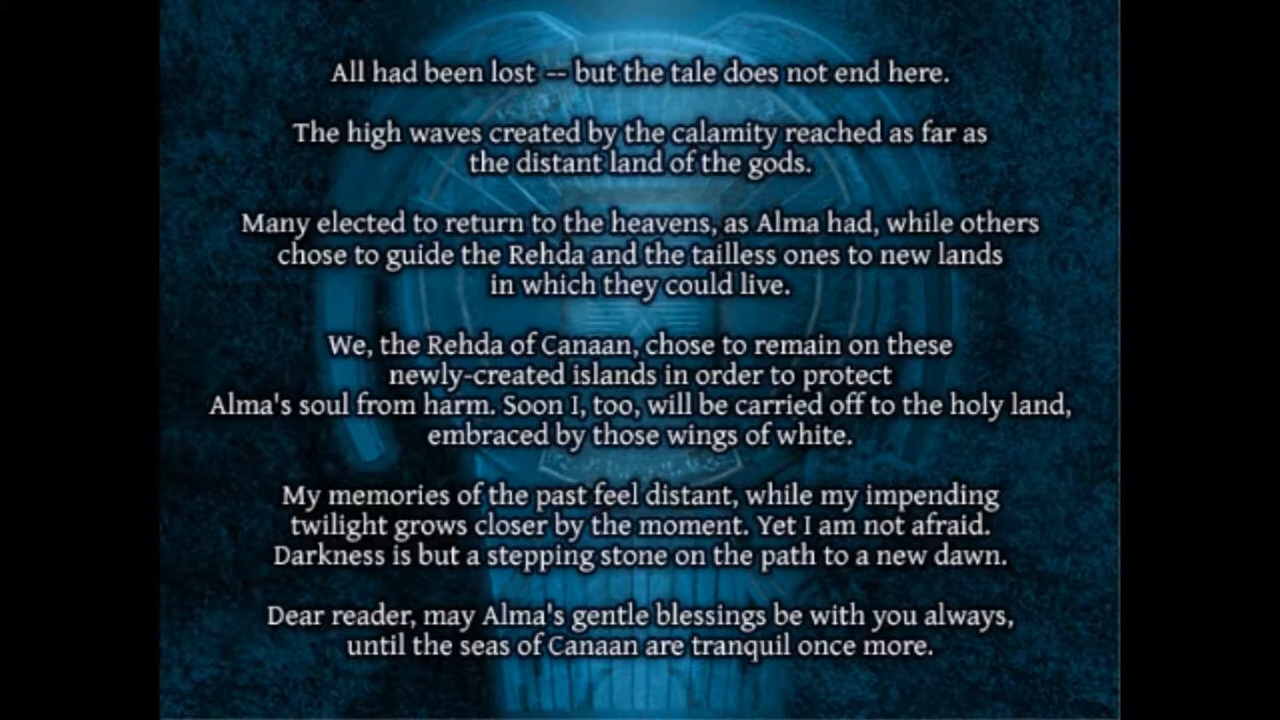 All had been lost -- but the tale does not end here.
The high waves created by the calamity reached as far as
the distant land of the gods.
Many elected to return to the heavens, as Alma had, while others
chose to guide the Rehda and the tailless ones to new lands
in which they could live.
We, the Rehda of Canaan, chose to remain on these
newly-created islands in order to protect
Alma's soul from harm. Soon I, too, will be carried off to the holy land,
embraced by those wings of white.
My memories of the past feel distant, while my impending
twilight grows closer by the moment. Yet I am not afraid.
Darkness is but a stepping stone on the path to a new dawn.
Dear reader, may Alma's gentle blessings be with you always,
until the seas of Canaan are tranquil once more.